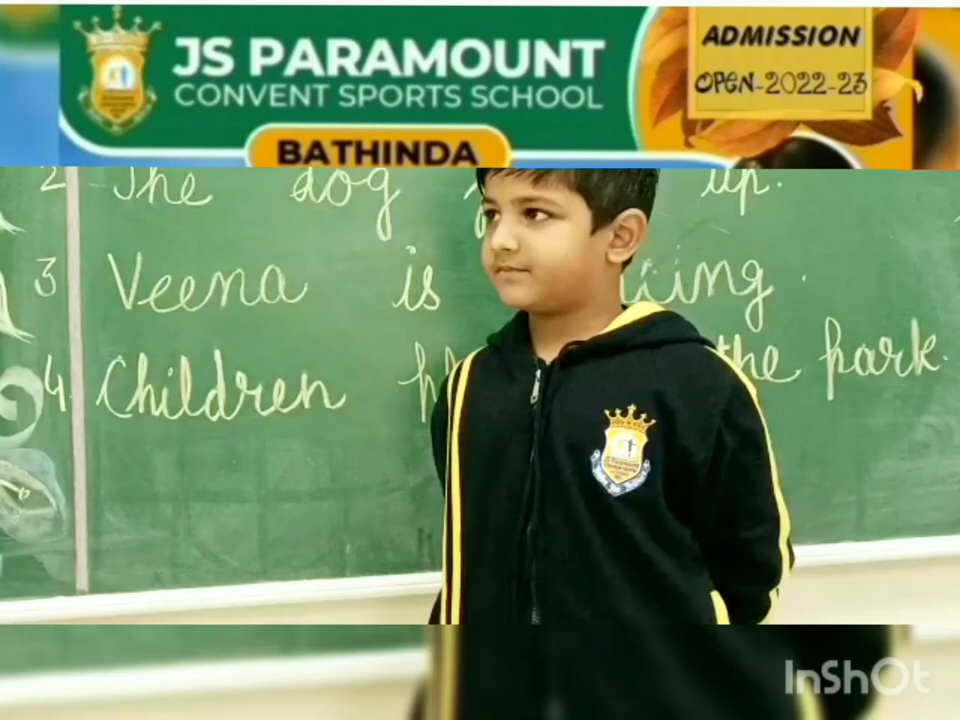 JS PARAMOUNT
CONVENT SPORTS SCHOOL
BATHINDA
ADMISSION
OPEN-2022-23
2 The dog up.
3 Veena is
4 Children the park.
InShOt